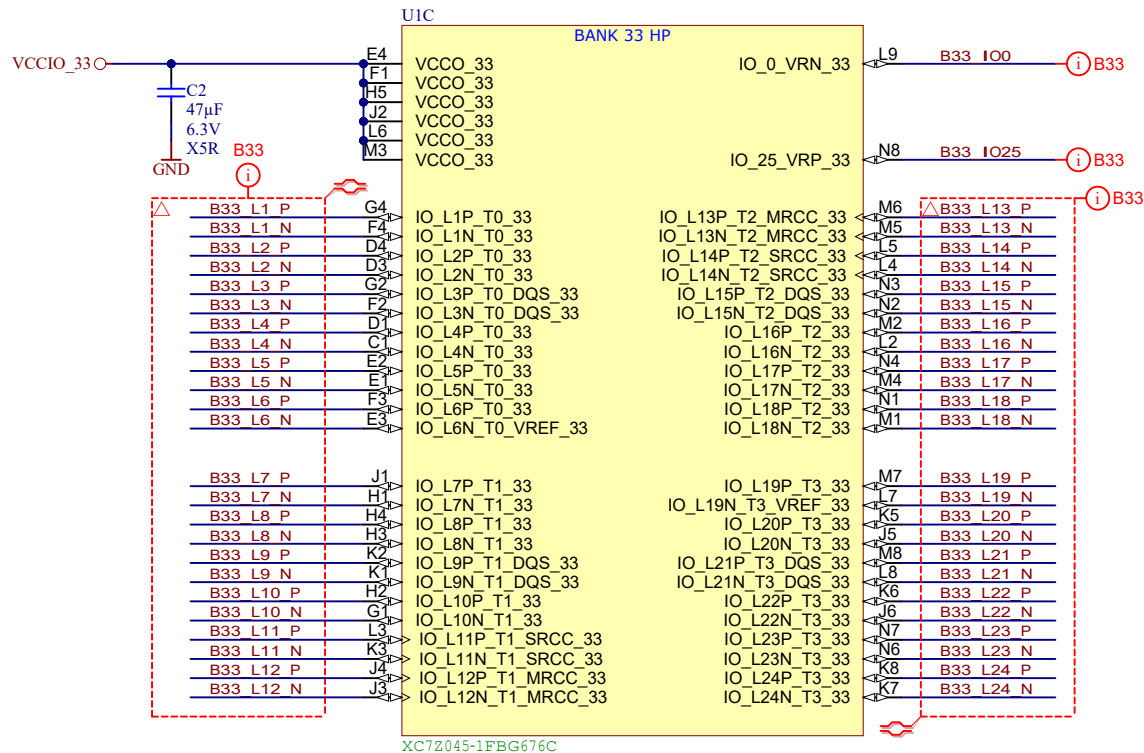 U1C
BANK 33 HP
VCCIO_33 E4 VCCO_33 IO_0_VRN_33 L9 B33_IO0 i B33
F1 VCCO_33
C2 H5 VCCO_33
47µF J2 VCCO_33
6.3V L6 VCCO_33
X5R M3 VCCO_33 IO_25_VRP_33 N8 B33_IO25 i B33
GND
B33 i
i B33
B33_L1_P G4 IO_L1P_T0_33 IO_L13P_T2_MRCC_33 M6 B33_L13_P
B33_L1_N F4 IO_L1N_T0_33 IO_L13N_T2_MRCC_33 M5 B33_L13_N
B33_L2_P D4 IO_L2P_T0_33 IO_L14P_T2_SRCC_33 L5 B33_L14_P
B33_L2_N D3 IO_L2N_T0_33 IO_L14N_T2_SRCC_33 L4 B33_L14_N
B33_L3_P G2 IO_L3P_T0_DQS_33 IO_L15P_T2_DQS_33 N3 B33_L15_P
B33_L3_N F2 IO_L3N_T0_DQS_33 IO_L15N_T2_DQS_33 N2 B33_L15_N
B33_L4_P D1 IO_L4P_T0_33 IO_L16P_T2_33 M2 B33_L16_P
B33_L4_N C1 IO_L4N_T0_33 IO_L16N_T2_33 L2 B33_L16_N
B33_L5_P E2 IO_L5P_T0_33 IO_L17P_T2_33 N4 B33_L17_P
B33_L5_N E1 IO_L5N_T0_33 IO_L17N_T2_33 M4 B33_L17_N
B33_L6_P F3 IO_L6P_T0_33 IO_L18P_T2_33 N1 B33_L18_P
B33_L6_N E3 IO_L6N_T0_VREF_33 IO_L18N_T2_33 M1 B33_L18_N
B33_L7_P J1 IO_L7P_T1_33 IO_L19P_T3_33 M7 B33_L19_P
B33_L7_N H1 IO_L7N_T1_33 IO_L19N_T3_VREF_33 L7 B33_L19_N
B33_L8_P H4 IO_L8P_T1_33 IO_L20P_T3_33 K5 B33_L20_P
B33_L8_N H3 IO_L8N_T1_33 IO_L20N_T3_33 J5 B33_L20_N
B33_L9_P K2 IO_L9P_T1_DQS_33 IO_L21P_T3_DQS_33 M8 B33_L21_P
B33_L9_N K1 IO_L9N_T1_DQS_33 IO_L21N_T3_DQS_33 L8 B33_L21_N
B33_L10_P H2 IO_L10P_T1_33 IO_L22P_T3_33 K6 B33_L22_P
B33_L10_N G1 IO_L10N_T1_33 IO_L22N_T3_33 J6 B33_L22_N
B33_L11_P L3 IO_L11P_T1_SRCC_33 IO_L23P_T3_33 N7 B33_L23_P
B33_L11_N K3 IO_L11N_T1_SRCC_33 IO_L23N_T3_33 N6 B33_L23_N
B33_L12_P J4 IO_L12P_T1_MRCC_33 IO_L24P_T3_33 K8 B33_L24_P
B33_L12_N J3 IO_L12N_T1_MRCC_33 IO_L24N_T3_33 K7 B33_L24_N
XC7Z045-1FBG676C